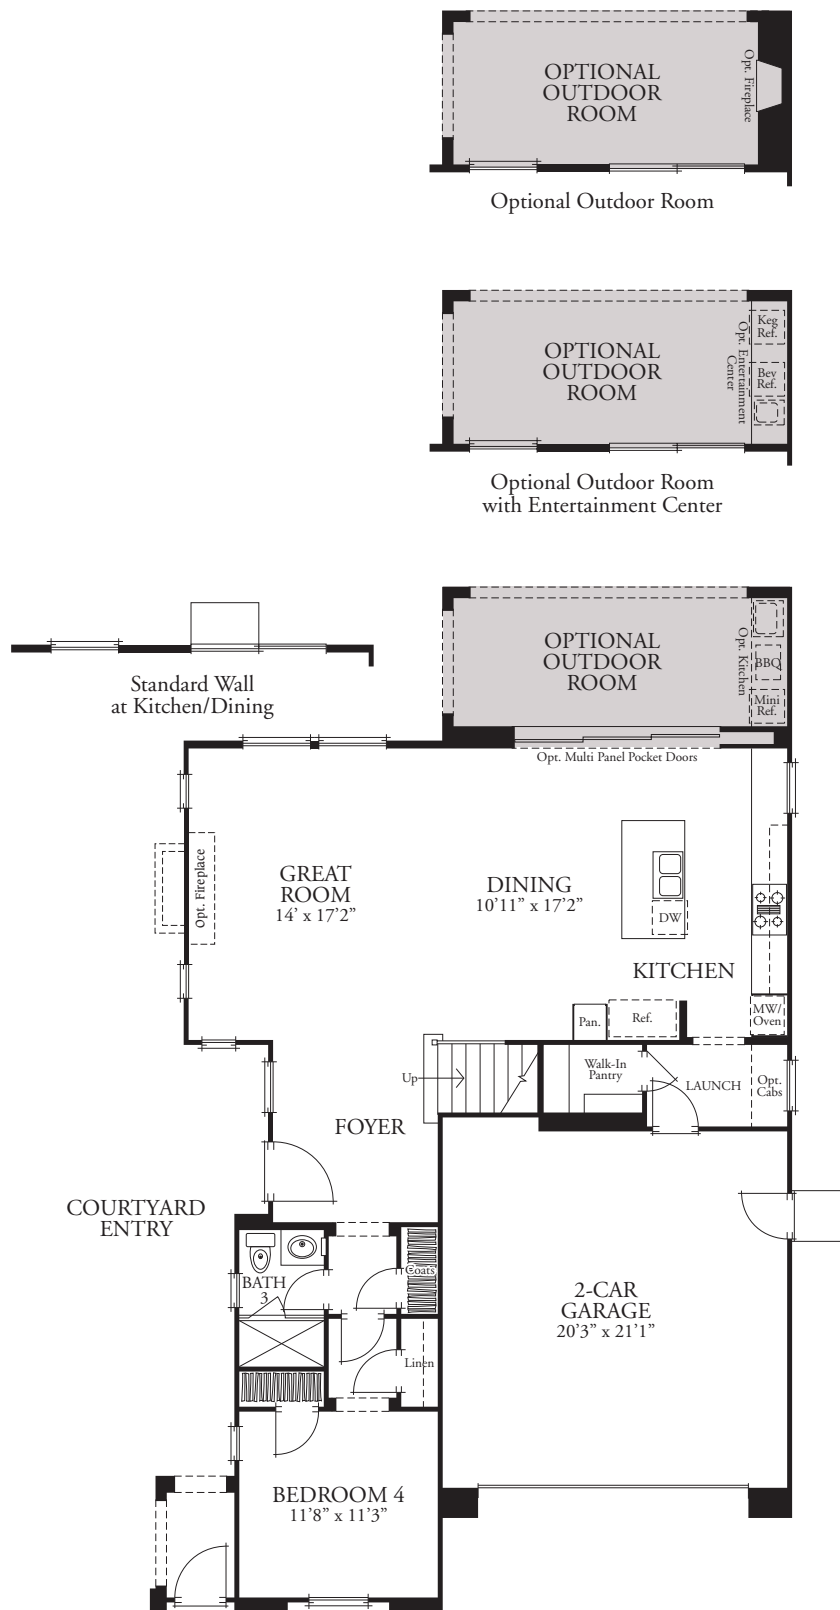 OPTIONAL
OUTDOOR
ROOM
Opt. Fireplace
Optional Outdoor Room
OPTIONAL
OUTDOOR
ROOM
Opt. Entertainment
Center
Keg
Ref.
Bev
Ref.
Optional Outdoor Room
with Entertainment Center
Standard Wall
at Kitchen/Dining
OPTIONAL
OUTDOOR
ROOM
Opt. Kitchen
BBQ
Mini
Ref.
Opt. Multi Panel Pocket Doors
Opt. Fireplace
GREAT
ROOM
14' x 17'2”
DINING
10'11” x 17'2”
DW
KITCHEN
Pan.
Ref.
MW/
Oven
Up
Walk-In
Pantry
LAUNCH
Opt.
Cabs
FOYER
COURTYARD
ENTRY
BATH
3
Coats
Linen
2-CAR
GARAGE
20'3” x 21'1”
BEDROOM 4
11'8” x 11'3”